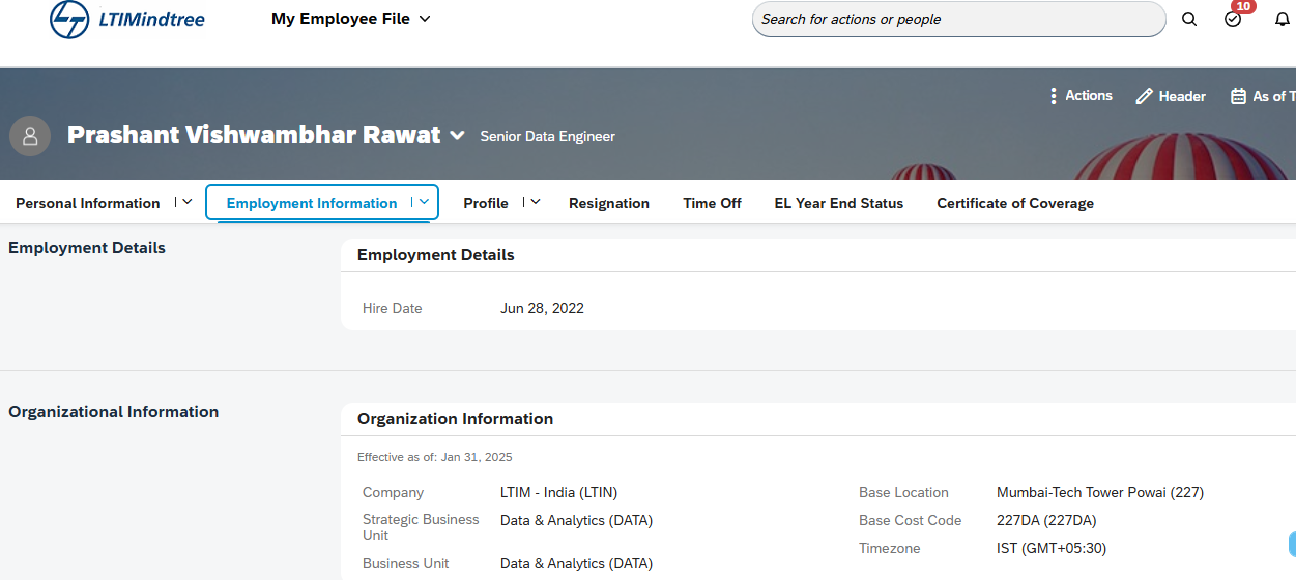 LTIMindtree My Employee File Search for actions or people 10
Actions Header As of T
Prashant Vishwambhar Rawat Senior Data Engineer
Personal Information Employment Information Profile Resignation Time Off EL Year End Status Certificate of Coverage
Employment Details
Employment Details
Hire Date Jun 28, 2022
Organizational Information
Organization Information
Effective as of: Jan 31, 2025
Company LTIM - India (LTIN) Base Location Mumbai-Tech Tower Powai (227)
Strategic Business Data & Analytics (DATA) Base Cost Code 227DA (227DA)
Unit
Timezone IST (GMT+05:30)
Business Unit Data & Analytics (DATA)